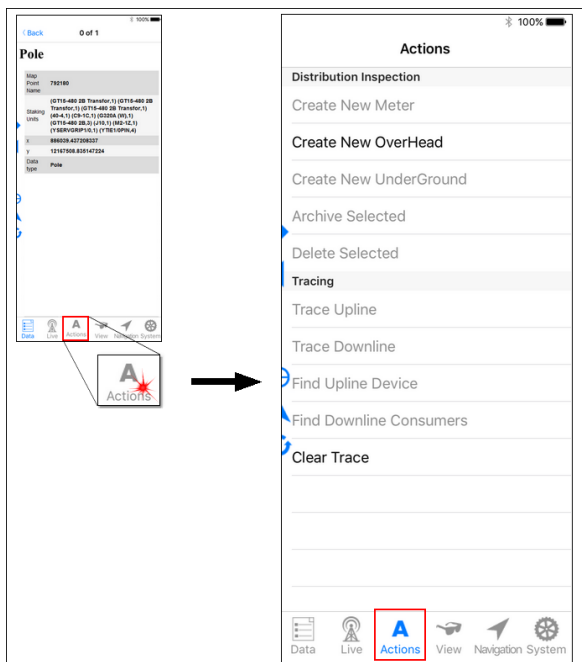 100%
Back
0 of 1
Pole
Map Point Name
792180
Staking Units
(GT15-480 2B Transfor,1) (GT15-480 2B
Transfor,1) (GT15-480 2B Transfor,1)
(40-4,1) (C9-1C,1) (G320A (W),1)
(GT15-480 2B,3) (J10,1) (M2-1Z,1)
(YSERVGRIP1/0,1) (YTIE1/0PIN,4)
x
886039.437208337
y
12167508.835147224
Data type
Pole
Data
Live
Actions
View
Navigation
System
Actions
100%
Actions
Distribution Inspection
Create New Meter
Create New OverHead
Create New UnderGround
Archive Selected
Delete Selected
Tracing
Trace Upline
Trace Downline
Find Upline Device
Find Downline Consumers
Clear Trace
Data
Live
Actions
View
Navigation
System